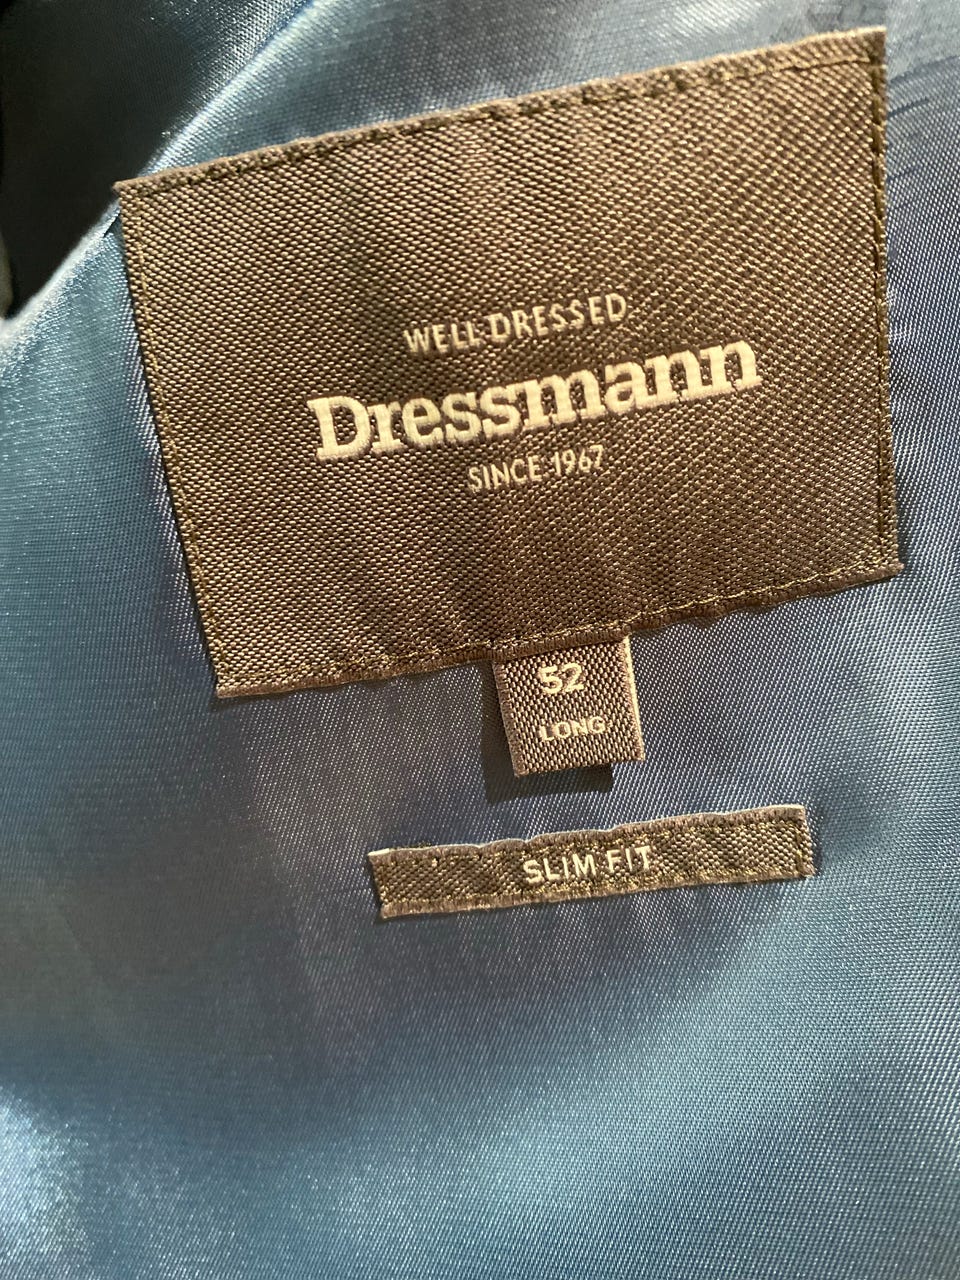 WELL DRESSED
Dressmann
SINCE 1967
52
LONG
SLIM FIT